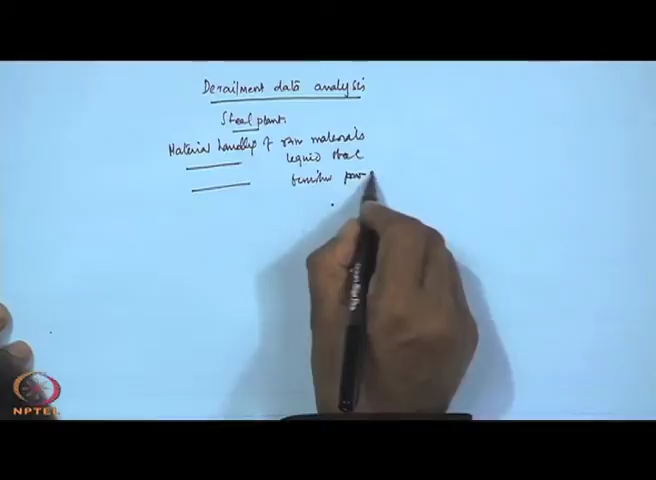 Derailment data analysis
Steel plant.
Material handling of raw materials
liquid steel
NPTEL